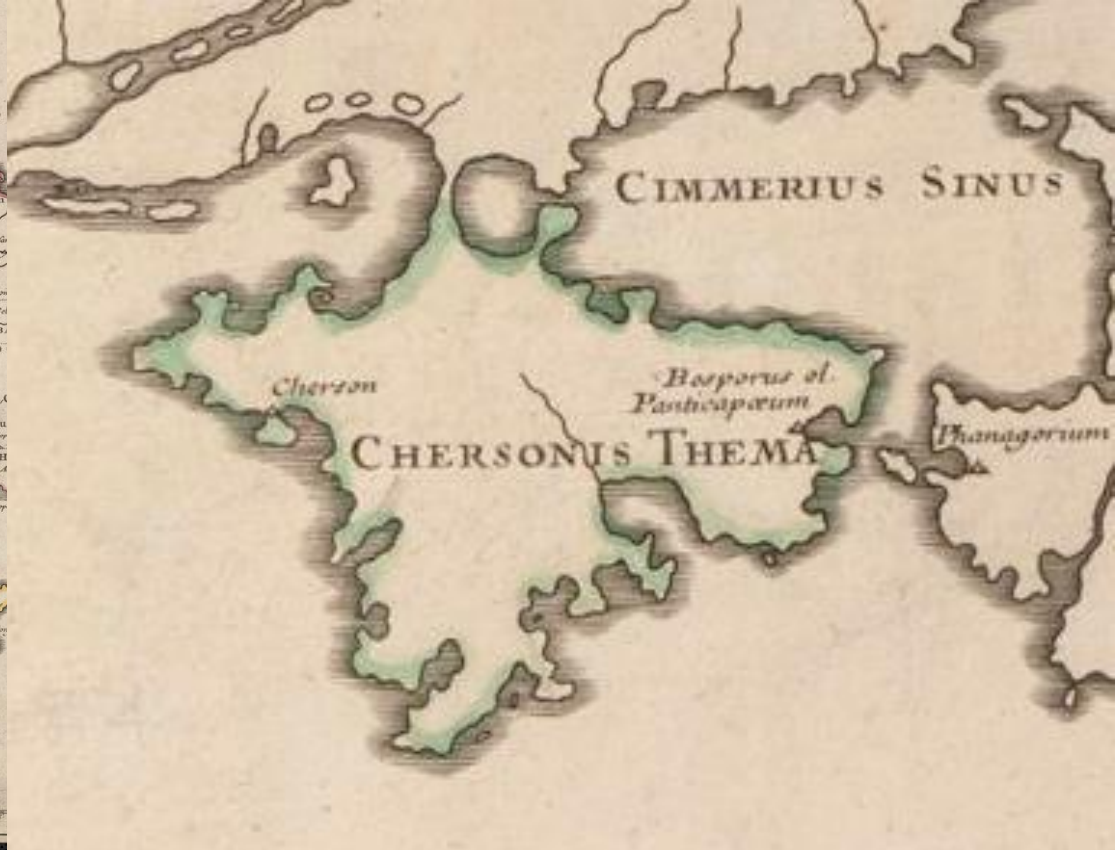 CIMMERIUS SINUS
Cherson
Bosporus ol.
Panticapæum
Phanagorium
CHERSONIS THEMA